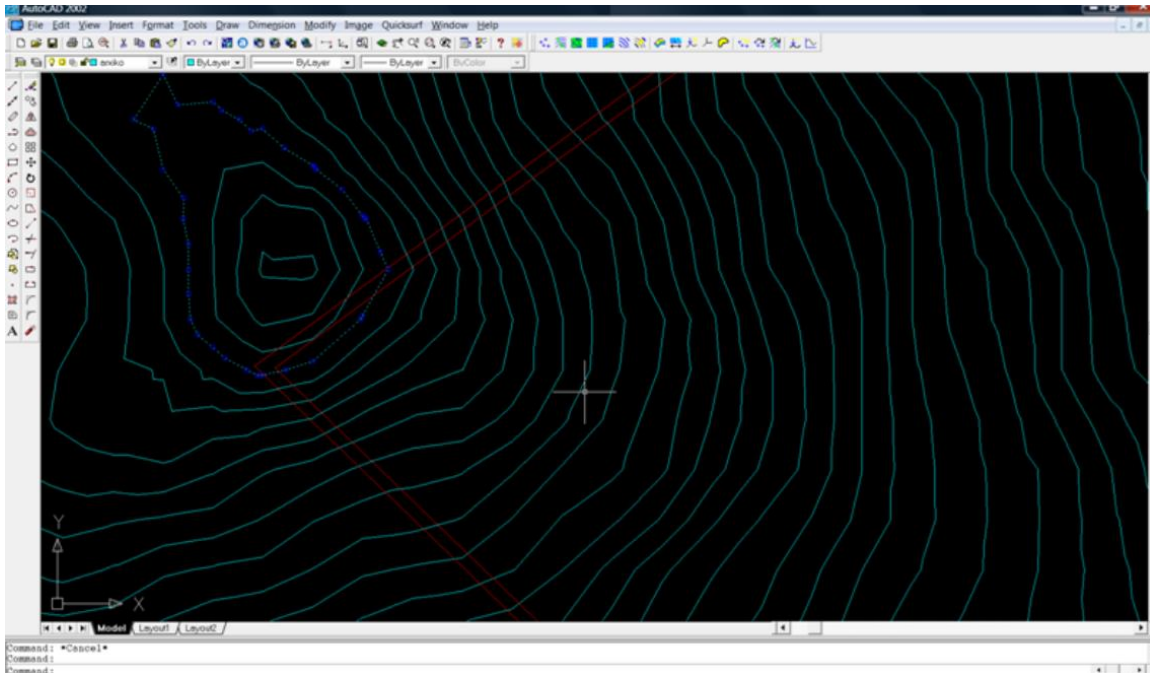 AutoCAD 2002
File Edit View Insert Format Tools Draw Dimension Modify Image Quicksurf Window Help
ByLayer ByLayer ByLayer ByColor
A
Y
X
Model Layout1 Layout2
Command: *Cancel*
Command:
Command: